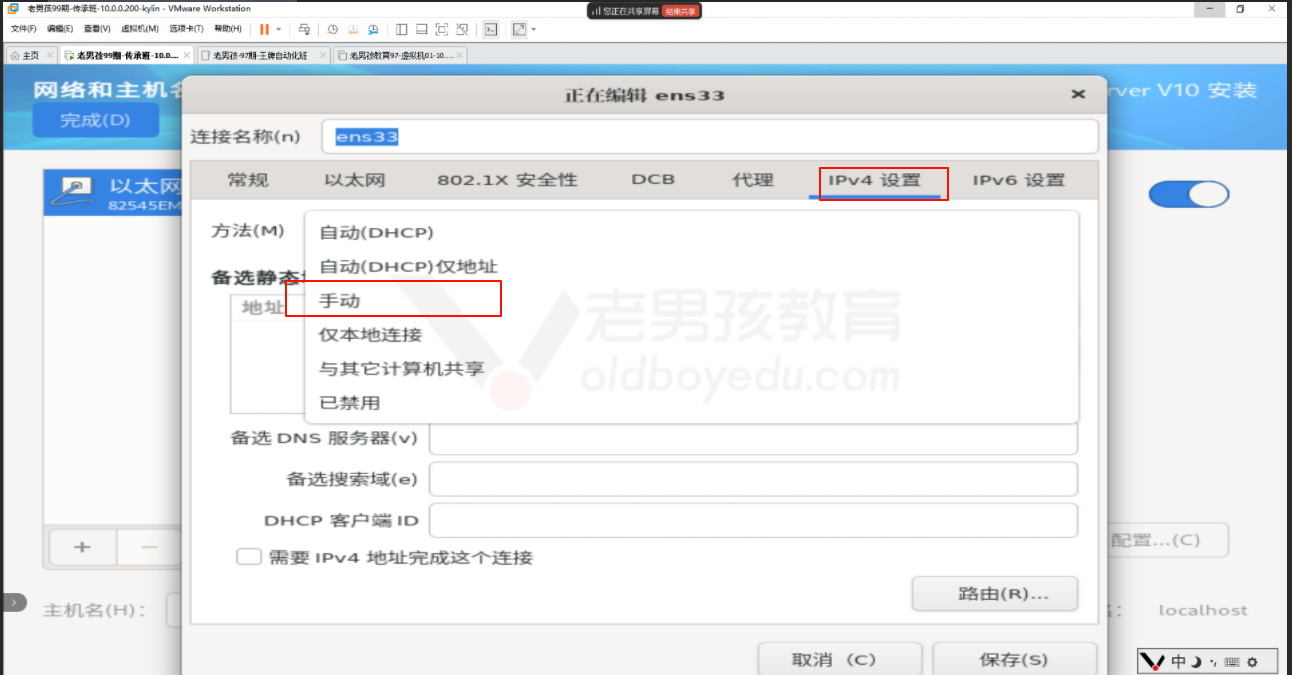 老男孩99期-传承班-10.0.0.200-kylin - VMware Workstation
您正在共享屏幕 结束共享
文件(F) 编辑(E) 查看(V) 虚拟机(M) 选项卡(T) 帮助(H)
主页 老男孩99期-传承班-10.0.... 老男孩-97期-王牌自动化班 老男孩教育97-虚拟机01-10....
网络和主机名
rver V10 安装
完成(D)
正在编辑 ens33
连接名称(n) ens33
以太网
82545EM
常规 以太网 802.1X 安全性 DCB 代理 IPv4 设置 IPv6 设置
方法(M)
自动(DHCP)
自动(DHCP)仅地址
备选静态
地址
手动
仅本地连接
与其它计算机共享
已禁用
老男孩教育
oldboyedu.com
备选 DNS 服务器(v)
备选搜索域(e)
DHCP 客户端 ID
需要 IPv4 地址完成这个连接
路由(R)...
配置...(C)
主机名(H):
localhost
取消 (C) 保存(S)
中